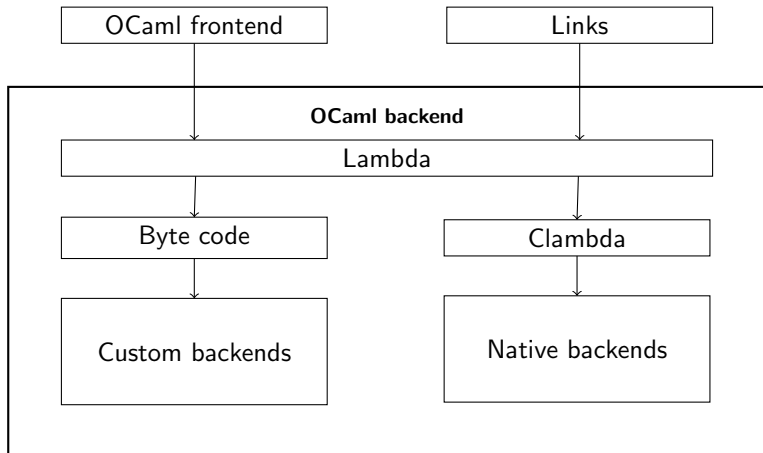 OCaml frontend
Links
OCaml backend
Lambda
Byte code
Clambda
Custom backends
Native backends